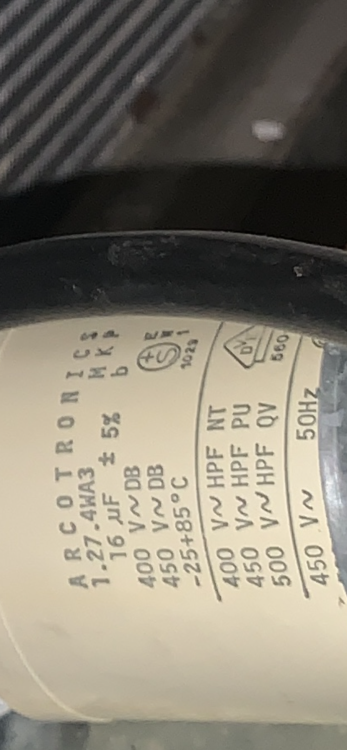 ARCOTRONICS
1.27.4WA3 MKP
16 µF ± 5% b
400 V~DB
450 V~DB
-25+85°C
400 V~HPF NT
450 V~HPF PU
500 V~HPF QV
450 V~ 50HZ